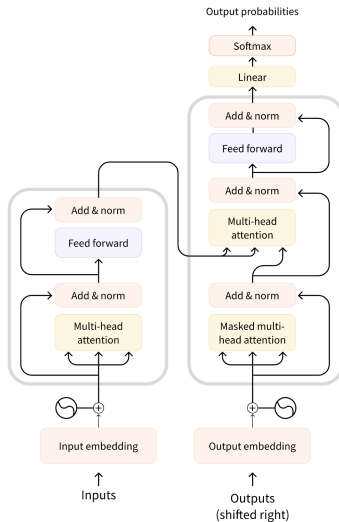 Output probabilities
Softmax
Linear
Add & norm
Feed forward
Add & norm
Multi-head
attention
Add & norm
Masked multi-
head attention
Output embedding
Outputs
(shifted right)
Add & norm
Feed forward
Add & norm
Multi-head
attention
Input embedding
Inputs